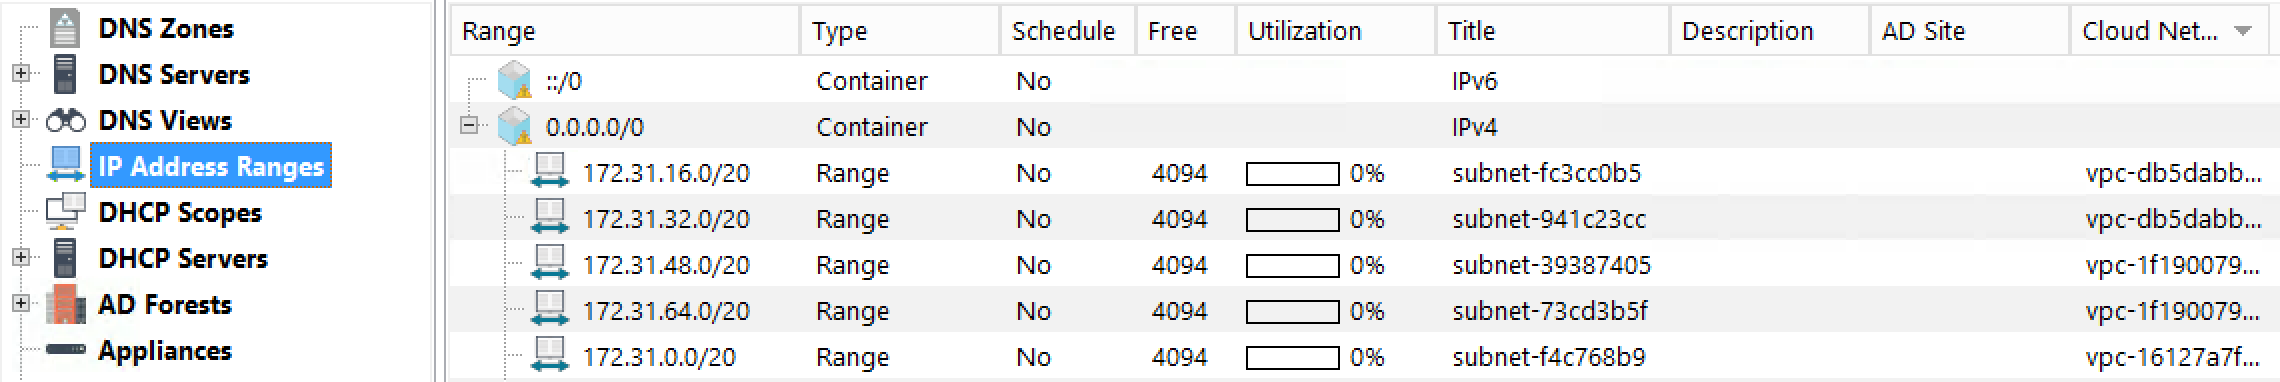 DNS Zones
DNS Servers
DNS Views
IP Address Ranges
DHCP Scopes
DHCP Servers
AD Forests
Appliances
Range Type Schedule Free Utilization Title Description AD Site Cloud Net...
::/0 Container No IPv6
0.0.0.0/0 Container No IPv4
172.31.16.0/20 Range No 4094 0% subnet-fc3cc0b5 vpc-db5dabb...
172.31.32.0/20 Range No 4094 0% subnet-941c23cc vpc-db5dabb...
172.31.48.0/20 Range No 4094 0% subnet-39387405 vpc-1f190079...
172.31.64.0/20 Range No 4094 0% subnet-73cd3b5f vpc-1f190079...
172.31.0.0/20 Range No 4094 0% subnet-f4c768b9 vpc-16127a7f...